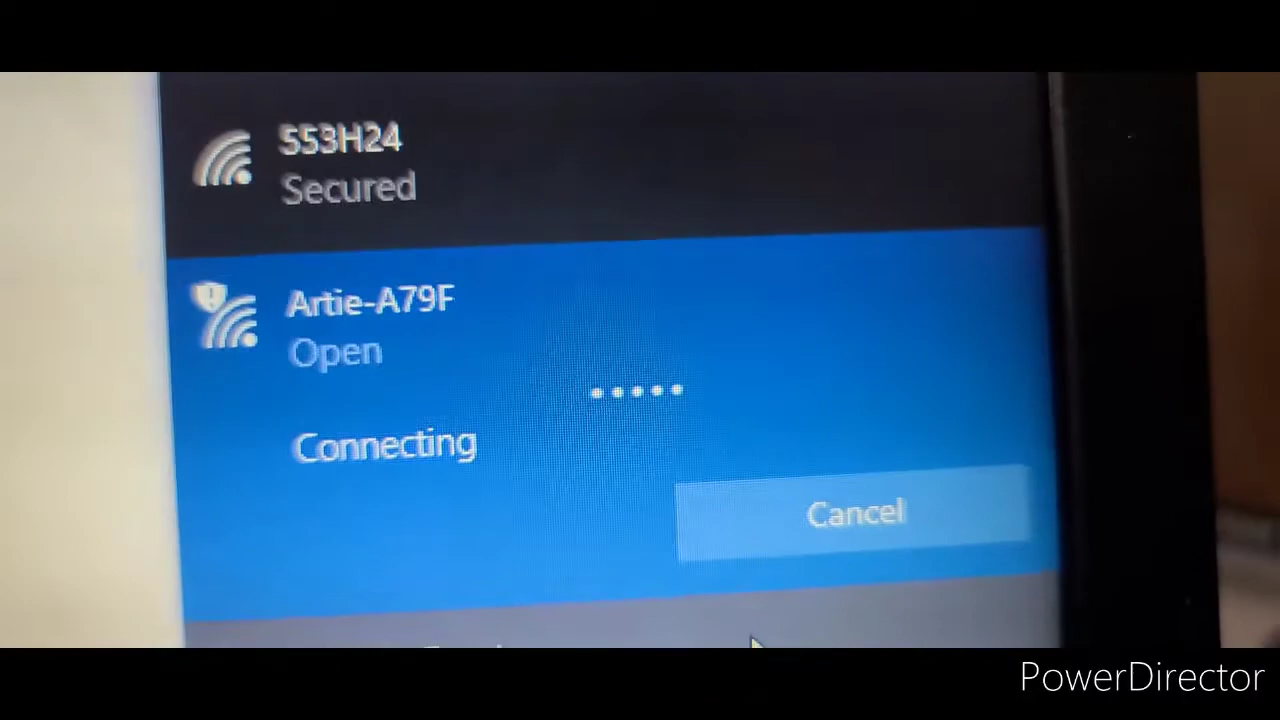 553H24
Secured
Artie-A79F
Open
Connecting
Cancel
PowerDirector